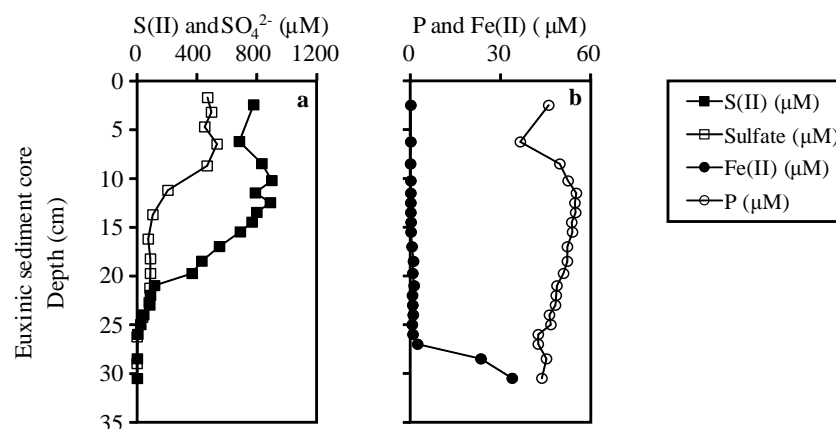 S(II) and SO₄²⁻ (μM)
0 400 800 1200
P and Fe(II) ( μM)
0 30 60
0
5
10
15
20
25
30
35
a
b
Euxinic sediment core
Depth (cm)
S(II) (μM)
Sulfate (μM)
Fe(II) (μM)
P (μM)